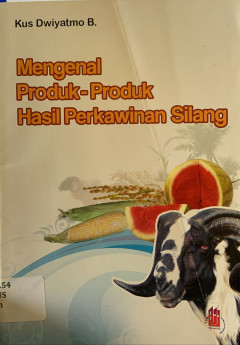 Kus Dwiyatmo B.
Mengenal
Produk-Produk
Hasil Perkawinan Silang